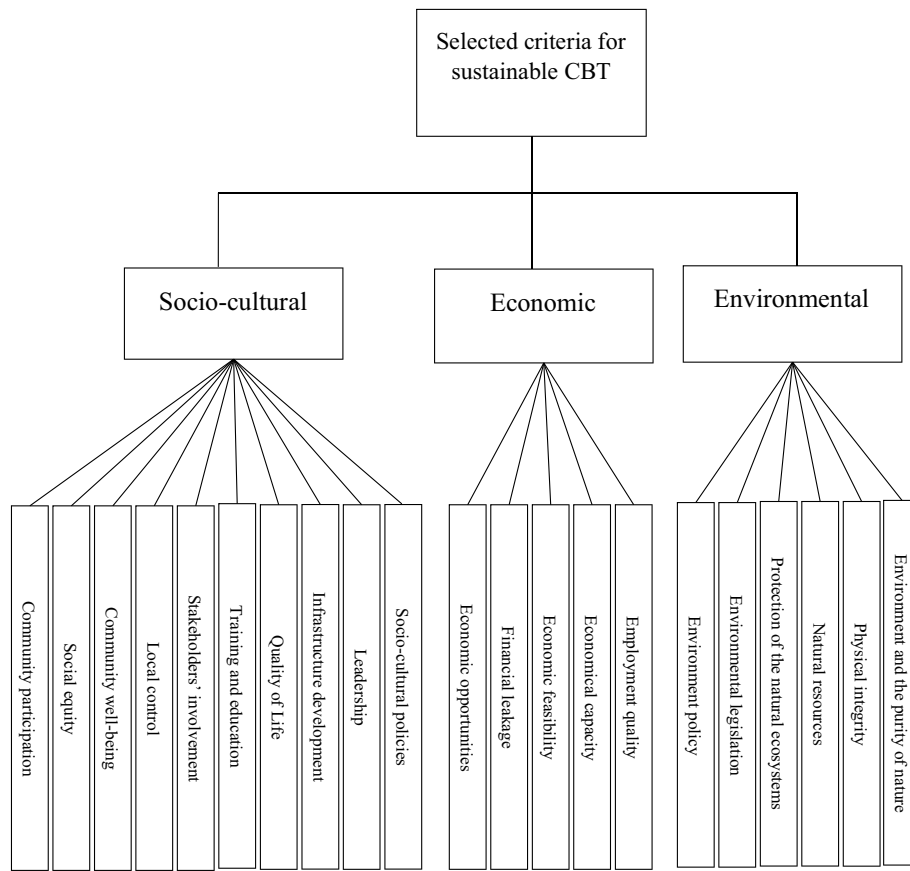 Selected criteria for
sustainable CBT
Socio-cultural
Economic
Environmental
Community participation
Social equity
Community well-being
Local control
Stakeholders’ involvement
Training and education
Quality of Life
Infrastructure development
Leadership
Socio-cultural policies
Economic opportunities
Financial leakage
Economic feasibility
Economical capacity
Employment quality
Environment policy
Environmental legislation
Protection of the natural ecosystems
Natural resources
Physical integrity
Environment and the purity of nature